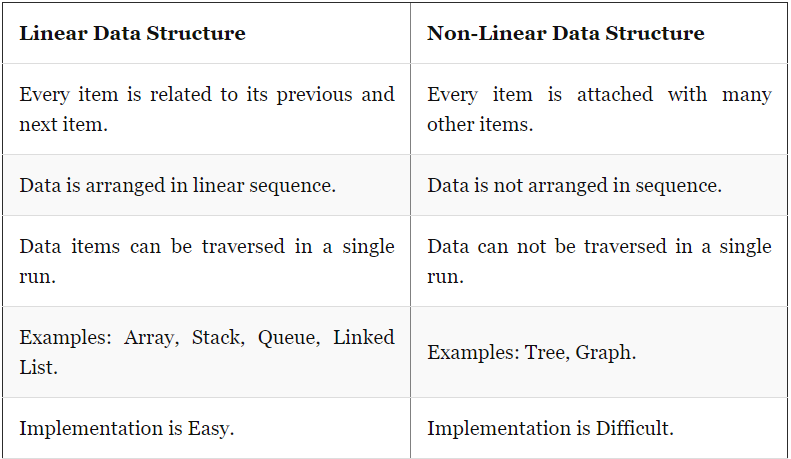 Linear Data Structure
Non-Linear Data Structure
Every item is related to its previous and
next item.
Every item is attached with many
other items.
Data is arranged in linear sequence.
Data is not arranged in sequence.
Data items can be traversed in a single
run.
Data can not be traversed in a single
run.
Examples: Array, Stack, Queue, Linked
List.
Examples: Tree, Graph.
Implementation is Easy.
Implementation is Difficult.